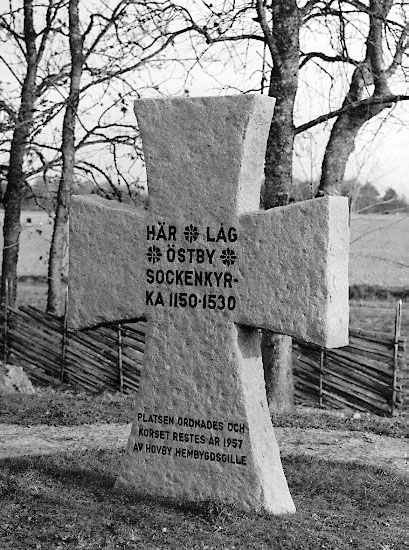 HÄR LÅG
ÖSTBY
SOCKENKYR-
KA 1150-1530
PLATSEN ORDNADES OCH
KORSET RESTES ÅR 1957
AV HOVBY HEMBYGDSGILLE